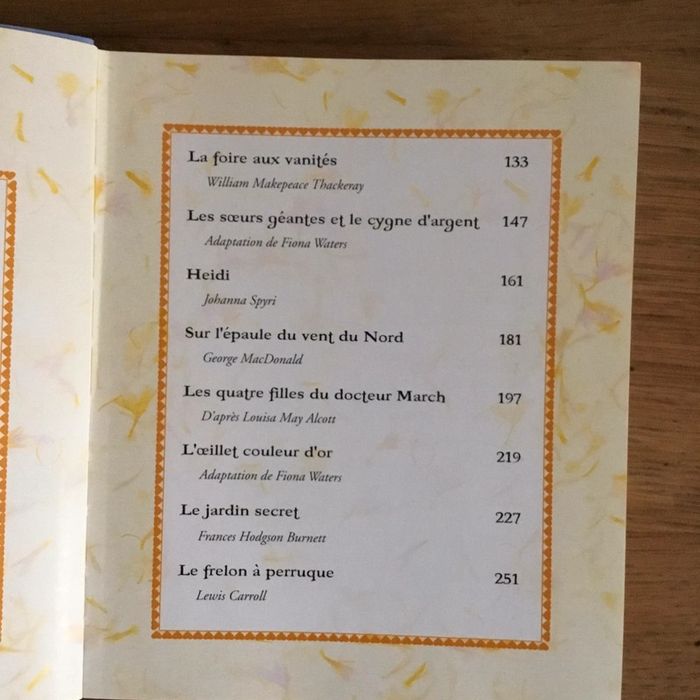 La foire aux vanités 133
William Makepeace Thackeray
Les sœurs géantes et le cygne d'argent 147
Adaptation de Fiona Waters
Heidi 161
Johanna Spyri
Sur l'épaule du vent du Nord 181
George MacDonald
Les quatre filles du docteur March 197
D'après Louisa May Alcott
L'œillet couleur d'or 219
Adaptation de Fiona Waters
Le jardin secret 227
Frances Hodgson Burnett
Le frelon à perruque 251
Lewis Carroll